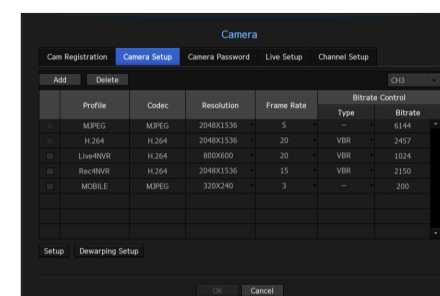 Camera
Cam Registration Camera Setup Camera Password Live Setup Channel Setup
Add Delete CH3
Profile Codec Resolution Frame Rate Bitrate Control
Type Bitrate
MJPEG MJPEG 2048X1536 5 - 6144
H.264 H.264 2048X1536 20 VBR 2457
Live4NVR H.264 800X600 20 VBR 1024
Rec4NVR H.264 2048X1536 15 VBR 2150
MOBILE MJPEG 320X240 3 - 200
Setup Dewarping Setup
OK Cancel